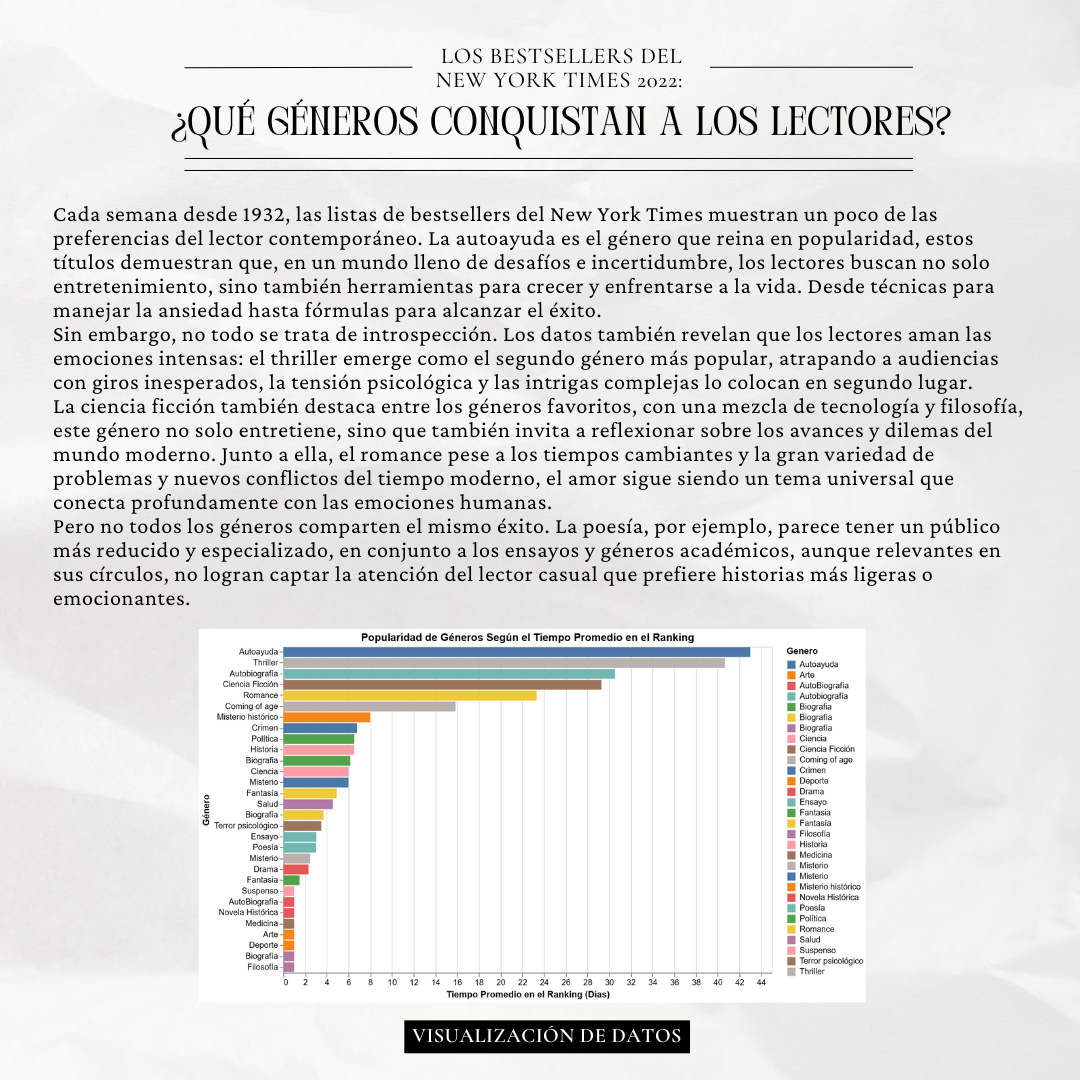 LOS BESTSELLERS DEL
NEW YORK TIMES 2022:
¿QUÉ GÉNEROS CONQUISTAN A LOS LECTORES?
Cada semana desde 1932, las listas de bestsellers del New York Times muestran un poco de las
preferencias del lector contemporáneo. La autoayuda es el género que reina en popularidad, estos
títulos demuestran que, en un mundo lleno de desafíos e incertidumbre, los lectores buscan no solo
entretenimiento, sino también herramientas para crecer y enfrentarse a la vida. Desde técnicas para
manejar la ansiedad hasta fórmulas para alcanzar el éxito.
Sin embargo, no todo se trata de introspección. Los datos también revelan que los lectores aman las
emociones intensas: el thriller emerge como el segundo género más popular, atrapando a audiencias
con giros inesperados, la tensión psicológica y las intrigas complejas lo colocan en segundo lugar.
La ciencia ficción también destaca entre los géneros favoritos, con una mezcla de tecnología y filosofía,
este género no solo entretiene, sino que también invita a reflexionar sobre los avances y dilemas del
mundo moderno. Junto a ella, el romance pese a los tiempos cambiantes y la gran variedad de
problemas y nuevos conflictos del tiempo moderno, el amor sigue siendo un tema universal que
conecta profundamente con las emociones humanas.
Pero no todos los géneros comparten el mismo éxito. La poesía, por ejemplo, parece tener un público
más reducido y especializado, en conjunto a los ensayos y géneros académicos, aunque relevantes en
sus círculos, no logran captar la atención del lector casual que prefiere historias más ligeras o
emocionantes.
Popularidad de Géneros Según el Tiempo Promedio en el Ranking
Género
Autoayuda
Thriller
Autobiografía
Ciencia Ficción
Romance
Coming of age
Misterio histórico
Crimen
Política
Historia
Biografia
Ciencia
Misterio
Fantasía
Salud
Biografía
Terror psicológico
Ensayo
Poesía
Misterio
Drama
Fantasia
Suspenso
AutoBiografía
Novela Histórica
Medicina
Arte
Deporte
Biografía
Filosofía
0 2 4 6 8 10 12 14 16 18 20 22 24 26 28 30 32 34 36 38 40 42 44
Tiempo Promedio en el Ranking (Días)
Genero
Autoayuda
Arte
AutoBiografía
Autobiografía
Biografia
Biografía
Biografía
Ciencia
Ciencia Ficción
Coming of age
Crimen
Deporte
Drama
Ensayo
Fantasia
Fantasía
Filosofía
Historia
Medicina
Misterio
Misterio
Misterio histórico
Novela Histórica
Poesía
Política
Romance
Salud
Suspenso
Terror psicológico
Thriller
VISUALIZACIÓN DE DATOS